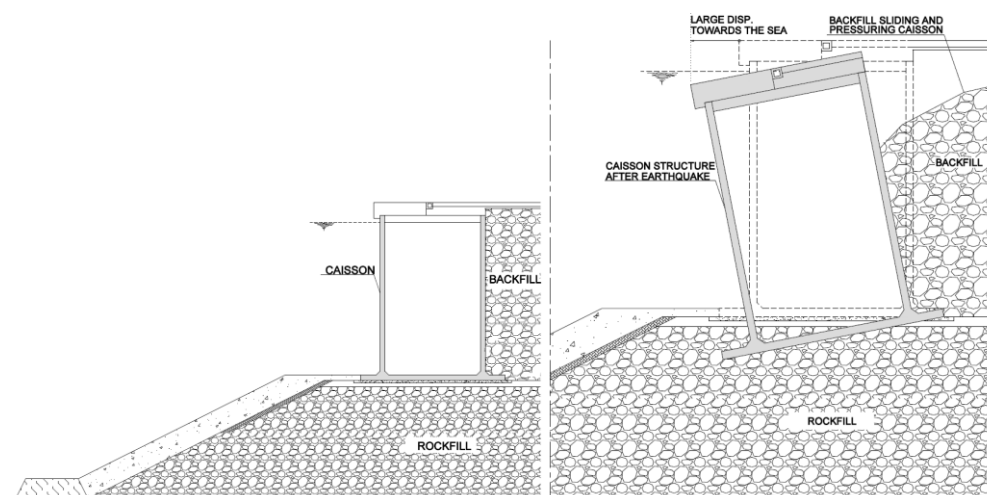 CAISSON
BACKFILL
ROCKFILL
LARGE DISP.
TOWARDS THE SEA
BACKFILL SLIDING AND
PRESSURING CAISSON
CAISSON STRUCTURE
AFTER EARTHQUAKE
BACKFILL
ROCKFILL